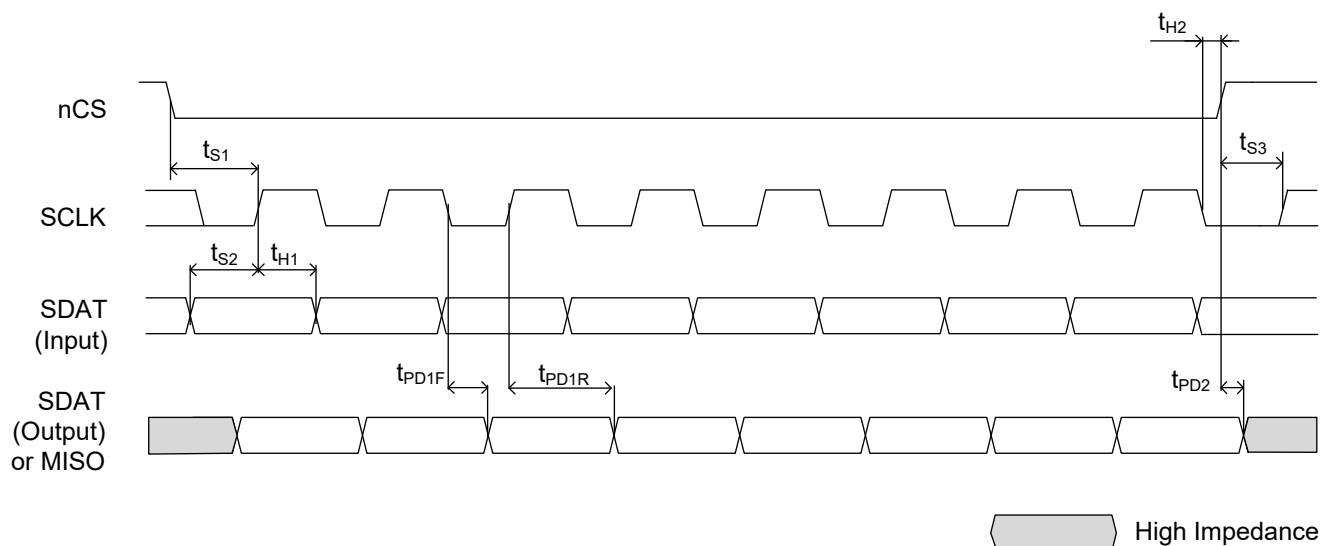 tH2
nCS
tS1
tS3
SCLK
tS2
tH1
SDAT
(Input)
tPD1F
tPD1R
tPD2
SDAT
(Output)
or MISO
High Impedance